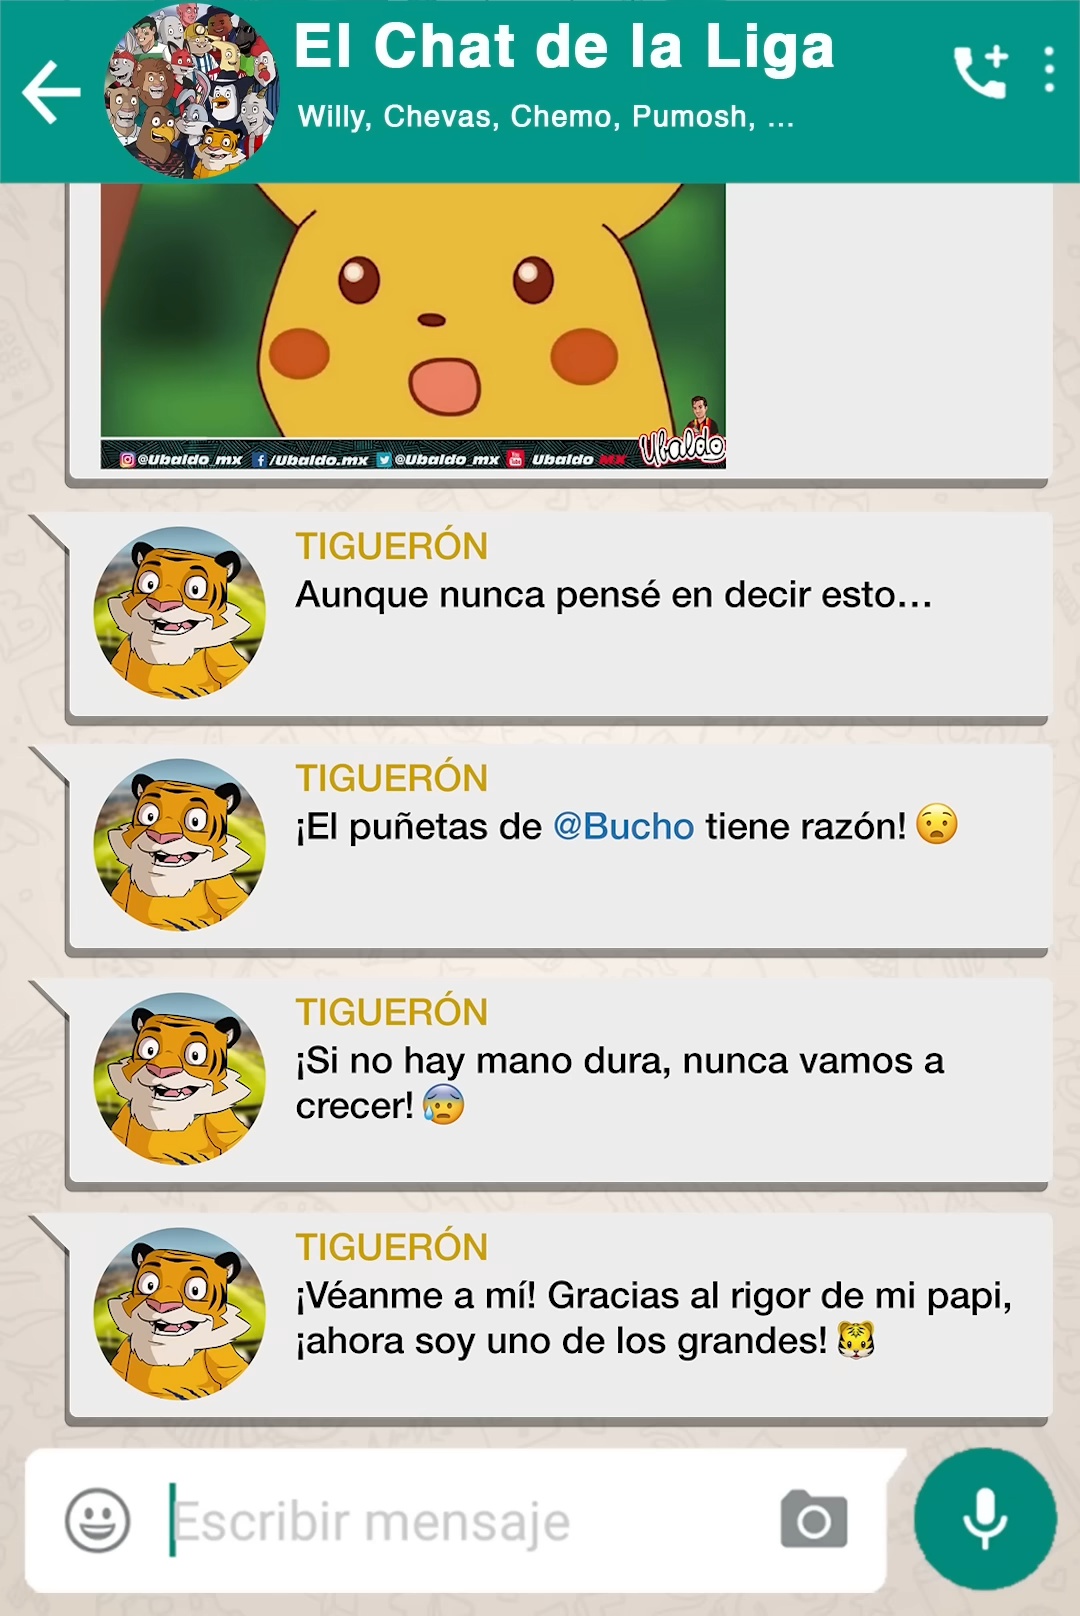 El Chat de la Liga
Willy, Chevas, Chemo, Pumosh, ...
@Ubaldo_mx /Ubaldo.mx @Ubaldo_mx Ubaldo MX
Ubaldo
TIGUERÓN
Aunque nunca pensé en decir esto...
TIGUERÓN
¡El puñetas de @Bucho tiene razón! 😧
TIGUERÓN
¡Si no hay mano dura, nunca vamos a
crecer! 😰
TIGUERÓN
¡Véanme a mí! Gracias al rigor de mi papi,
¡ahora soy uno de los grandes! 🐯
Escribir mensaje